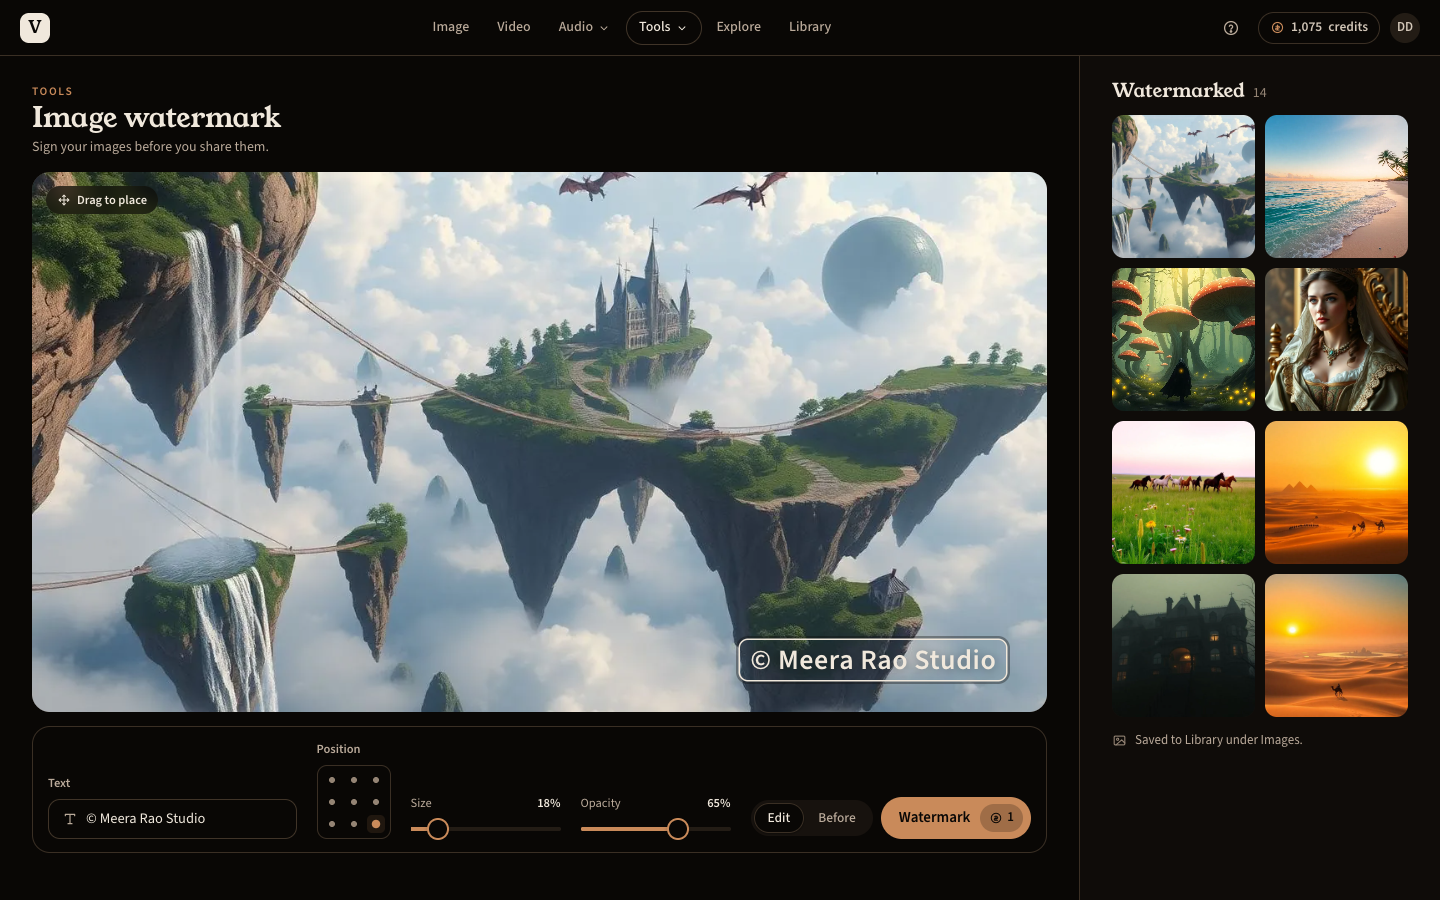 V
Image
Video
Audio
Tools
Explore
Library
1,075 credits
DD
TOOLS
Image watermark
Sign your images before you share them.
Drag to place
© Meera Rao Studio
Text
© Meera Rao Studio
Position
Size 18%
Opacity 65%
Edit
Before
Watermark 1
Watermarked 14
Saved to Library under Images.